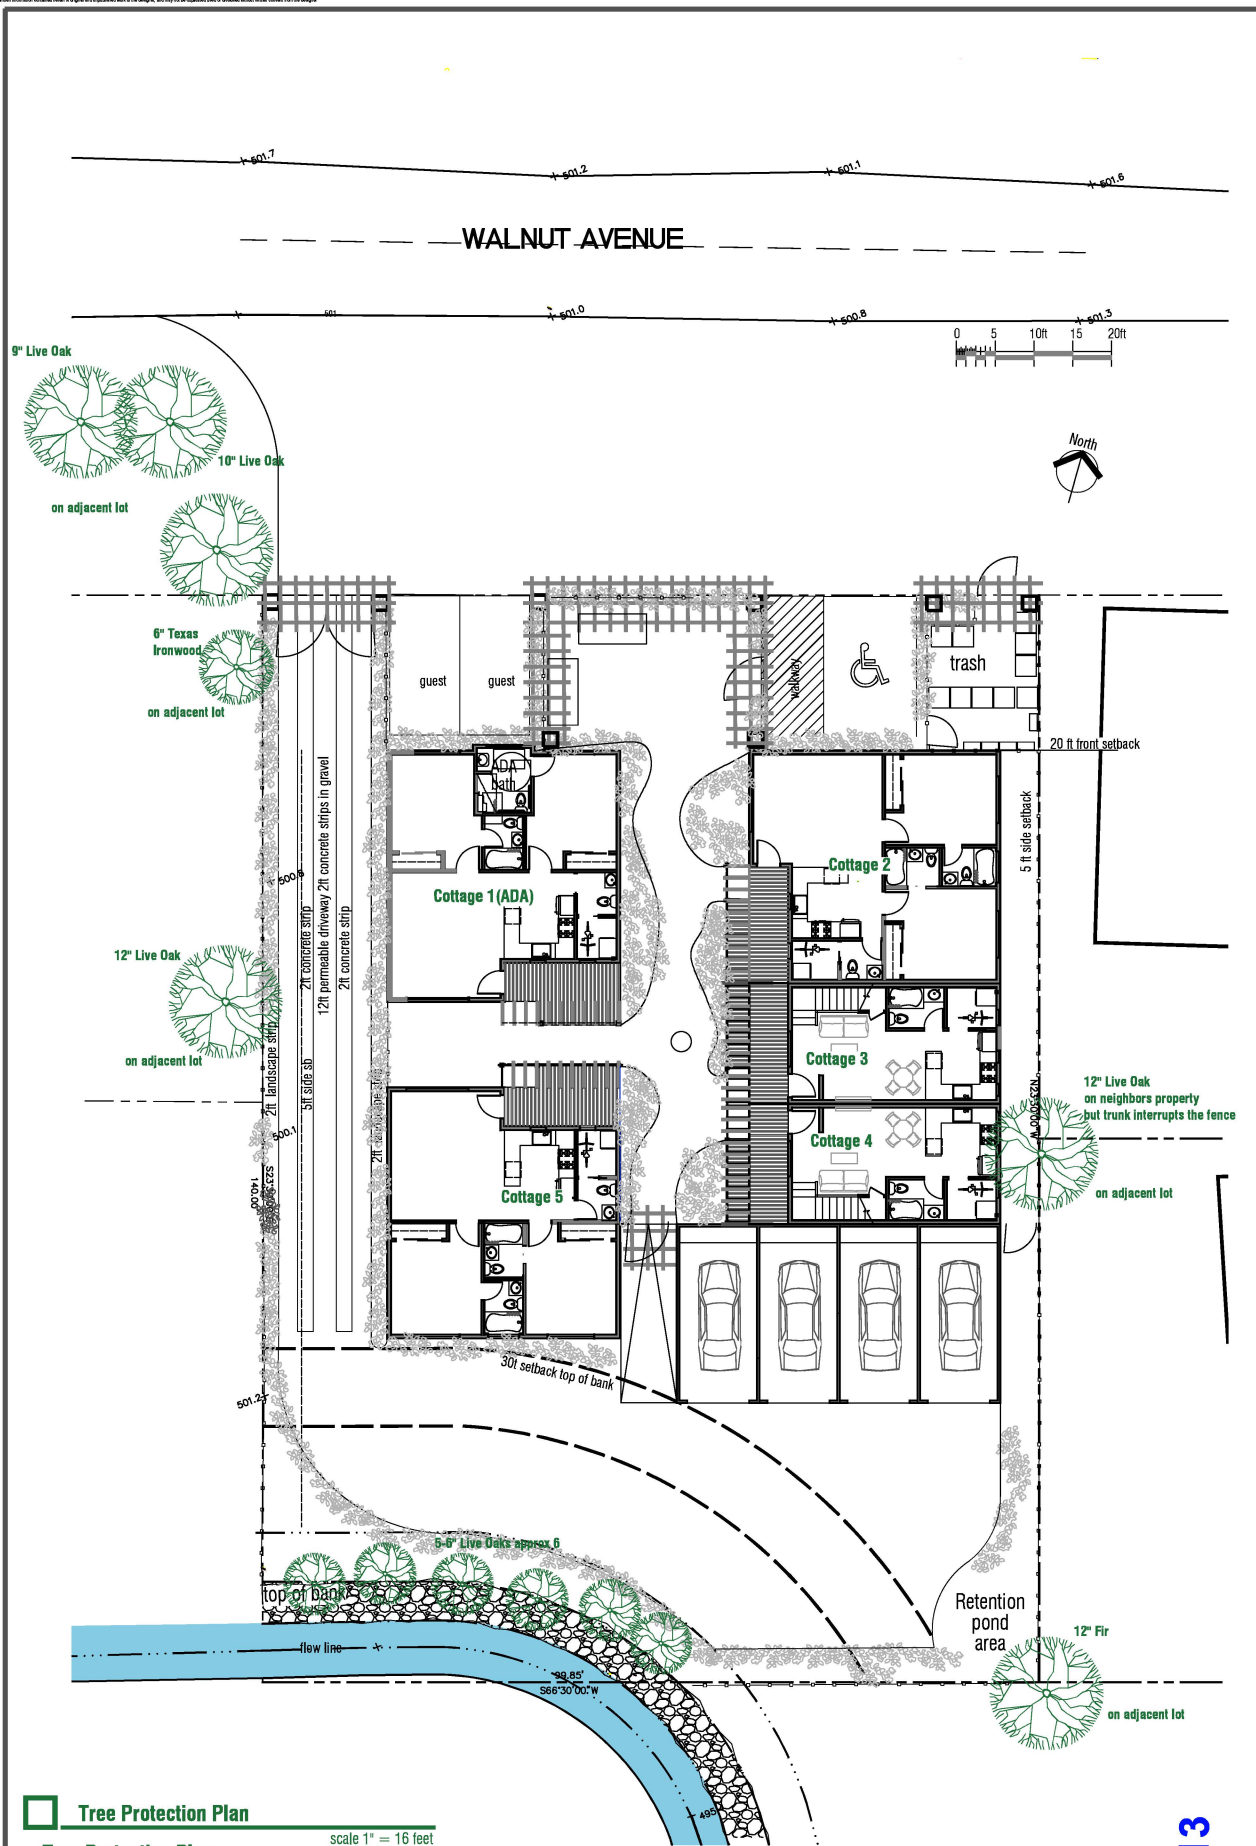 501.7
501.2
501.1
501.6
WALNUT AVENUE
501
501.0
500.8
501.3
0 5 10ft 15 20ft
9" Live Oak
10" Live Oak
on adjacent lot
North
6" Texas
Ironwood
on adjacent lot
guest
guest
walkway
trash
20 ft front setback
ADA
bath
5 ft side setback
12ft permeable driveway 2ft concrete strips in gravel
2ft concrete strip
2ft concrete strip
500.6
Cottage 1(ADA)
Cottage 2
12" Live Oak
on adjacent lot
2ft landscape strip
5ft side sb
500.1
Cottage 3
Cottage 4
Cottage 5
N23°30'00"W
12" Live Oak
on neighbors property
but trunk interrupts the fence
on adjacent lot
140.00'
30t setback top of bank
501.2
5-6" Live Oaks approx 6
top of bank
flow line
99.85'
S66°30'00"W
Retention
pond
area
12" Fir
on adjacent lot
495
Tree Protection Plan
scale 1" = 16 feet
3